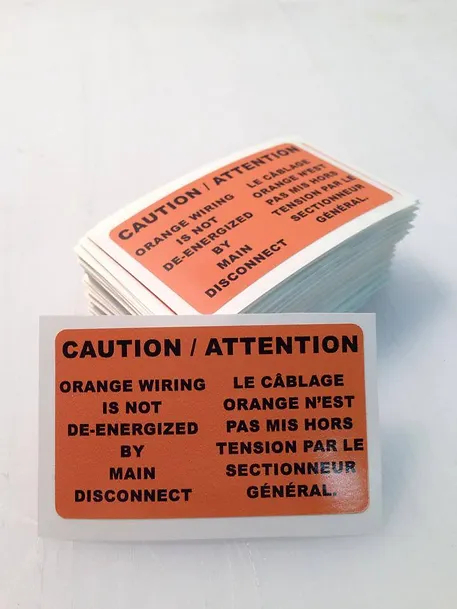 CAUTION / ATTENTION
ORANGE WIRING
IS NOT
DE-ENERGIZED
BY
MAIN
DISCONNECT
LE CÂBLAGE
ORANGE N'EST
PAS MIS HORS
TENSION PAR LE
SECTIONNEUR
GÉNÉRAL.
CAUTION / ATTENTION
ORANGE WIRING
IS NOT
DE-ENERGIZED
BY
MAIN
DISCONNECT
LE CÂBLAGE
ORANGE N'EST
PAS MIS HORS
TENSION PAR LE
SECTIONNEUR
GÉNÉRAL.